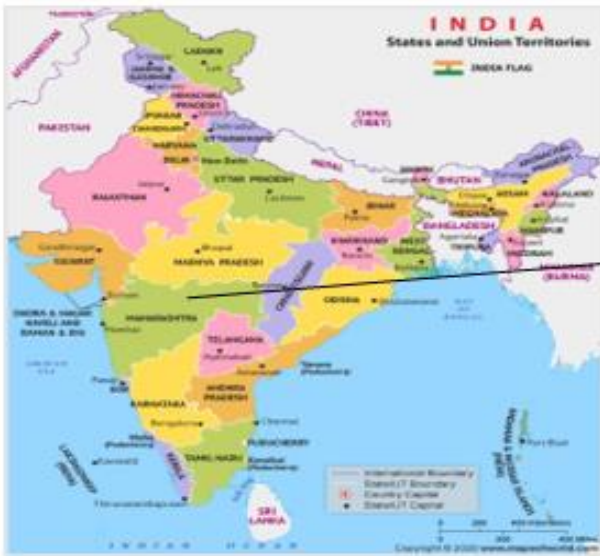 INDIA
States and Union Territories
INDIA FLAG
AFGHANISTAN
PAKISTAN
CHINA
(TIBET)
NEPAL
BHUTAN
BANGLADESH
(BURMA)
SRI
LANKA
LADAKH
Leh
Srinagar
JAMMU &
KASHMIR
HIMACHAL
PRADESH
PUNJAB
CHANDIGARH
UTTARAKHAND
HARYANA
DELHI
New Delhi
RAJASTHAN
Jaipur
UTTAR PRADESH
Lucknow
BIHAR
Patna
SIKKIM
ARUNACHAL
PRADESH
ASSAM
NAGALAND
MEGHALAYA
MANIPUR
TRIPURA
MIZORAM
Agartala
Gandhinagar
GUJARAT
Bhopal
MADHYA PRADESH
JHARKHAND
Ranchi
WEST
BENGAL
Kolkata
CHHATTISGARH
ODISHA
Bhubaneswar
DADRA & NAGAR
HAVELI AND
DAMAN & DIU
Daman
Mumbai
MAHARASHTRA
TELANGANA
Hyderabad
Yanam
(Puducherry)
Amaravati
Panaji
GOA
KARNATAKA
Bengaluru
ANDHRA
PRADESH
Chennai
Mahe
(Puducherry)
PUDUCHERRY
Karaikal
(Puducherry)
TAMIL NADU
KERALA
Kavaratti
Thiruvananthapuram
Port Blair
International Boundary
State/UT Boundary
Country Capital
State/UT Capital